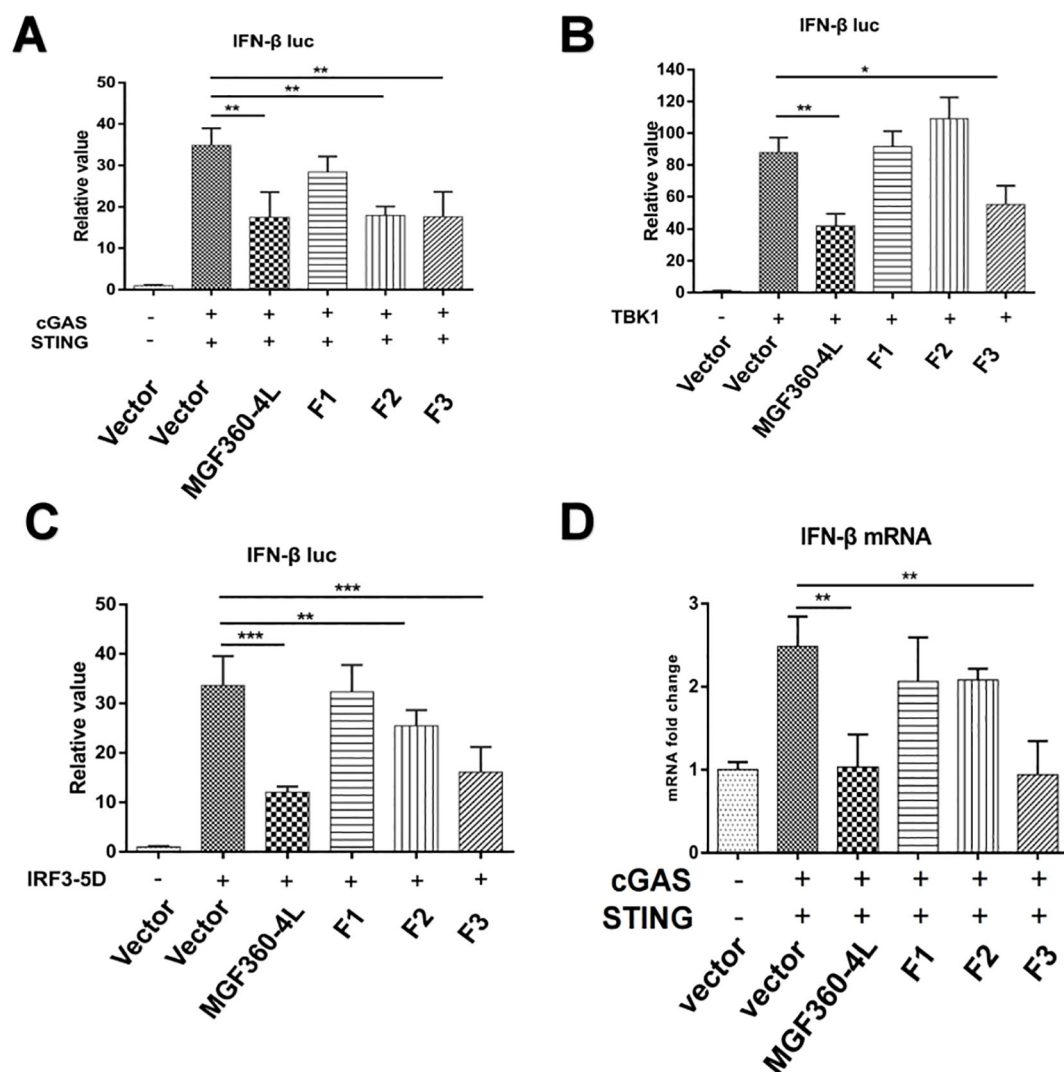 A
IFN-β luc
**
**
**
Relative value
50
40
30
20
10
0
cGAS - + + + + +
STING - + + + + +
Vector
Vector
MGF360-4L
F1
F2
F3
B
IFN-β luc
*
**
Relative value
140
120
100
80
60
40
20
0
TBK1 - + + + + +
Vector
Vector
MGF360-4L
F1
F2
F3
C
IFN-β luc
***
**
***
Relative value
50
40
30
20
10
0
IRF3-5D - + + + + +
Vector
Vector
MGF360-4L
F1
F2
F3
D
IFN-β mRNA
**
**
mRNA fold change
3
2
1
0
cGAS - + + + + +
STING - + + + + +
vector
vector
MGF360-4L
F1
F2
F3